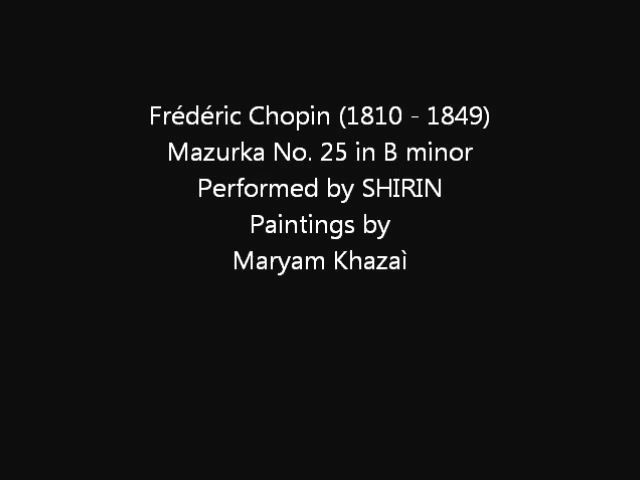 Frédéric Chopin (1810 - 1849)
Mazurka No. 25 in B minor
Performed by SHIRIN
Paintings by
Maryam Khazaì